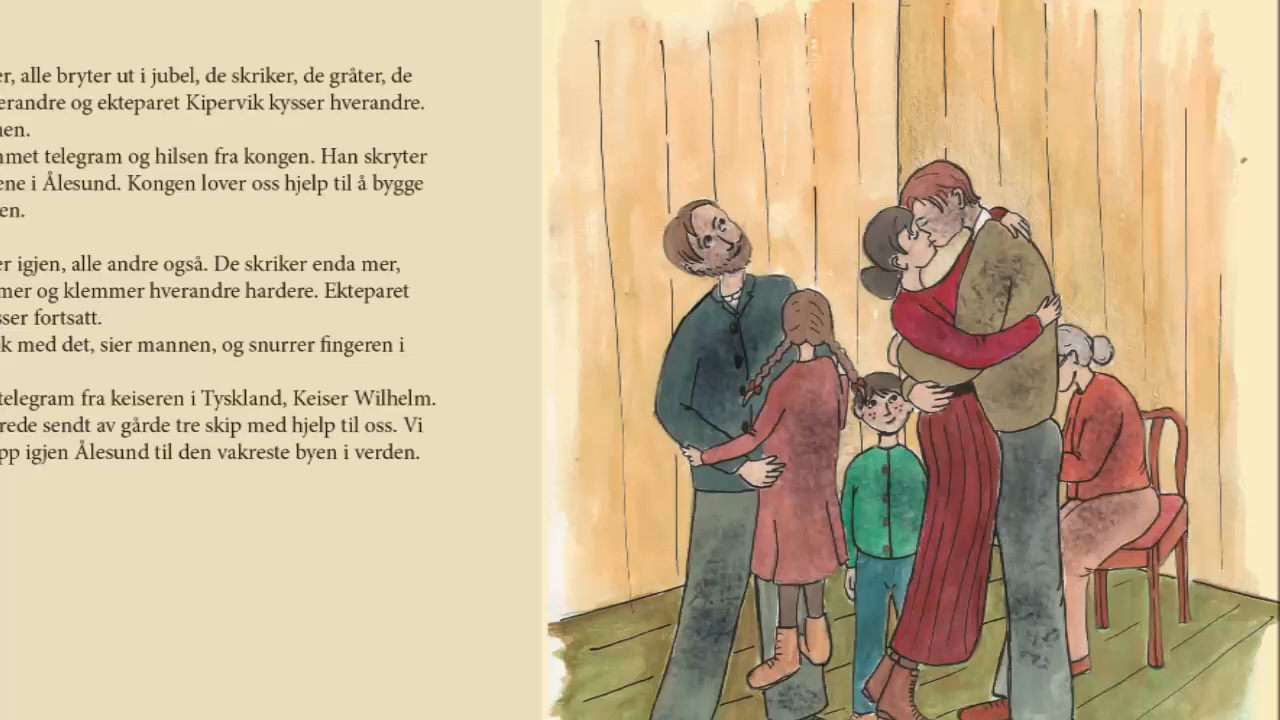 er, alle bryter ut i jubel, de skriker, de gråter, de
erandre og ekteparet Kipervik kysser hverandre.
nen.
mmet telegram og hilsen fra kongen. Han skryter
ene i Ålesund. Kongen lover oss hjelp til å bygge
en.
er igjen, alle andre også. De skriker enda mer,
mer og klemmer hverandre hardere. Ekteparet
sser fortsatt.
k med det, sier mannen, og snurrer fingeren i
telegram fra keiseren i Tyskland, Keiser Wilhelm.
rede sendt av gårde tre skip med hjelp til oss. Vi
pp igjen Ålesund til den vakreste byen i verden.